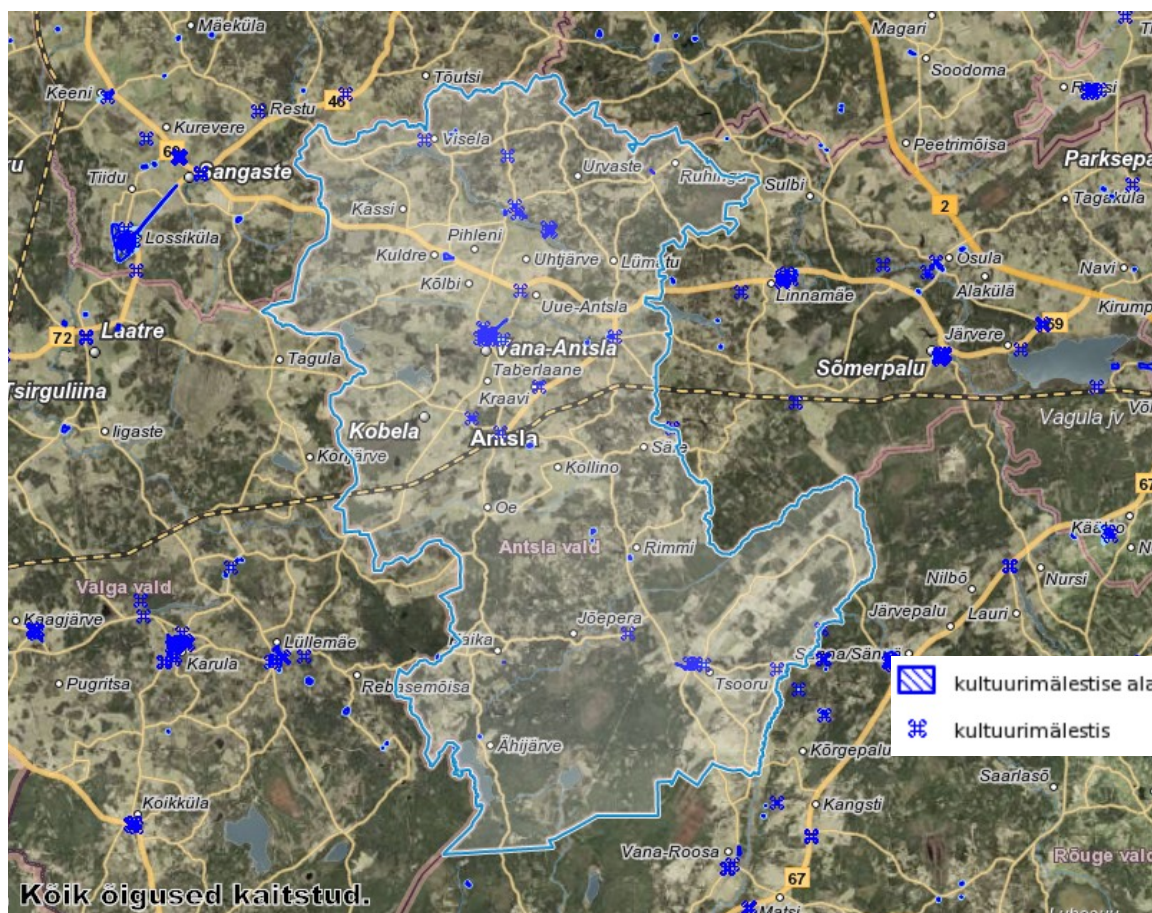 Mäeküla
Magari
Tõutsi
Soodoma
Keeni
46
Restu
Kurevere
Visela
Peetrimõisa
Sangaste
Urvaste
Parksepa
Tiidu
Ruhingu
Sulbi
Tagaküla
2
Kassi
Lossiküla
Pihleni
Kuldre
Uhtjärve
Lümatu
Osula
Navi
Kõlbi
Linnamäe
Alakülä
Uue-Antsla
Kirump
72
Laatre
69
Järvere
Tagula
Vana-Antsla
Sõmerpalu
Taberlaane
Tsirguliina
Kraavi
Vagula jv
Iigaste
Kobela
Antsla
Kollino
67
Oe
Antsla vald
Rimmi
Valga vald
Nilbõ
Nursi
Kaagjärve
Jõepera
Järvepalu
Lauri
Lüllemäe
Kaika
Karula
Pugritsa
Rebasemõisa
Tsooru
kultuurimälestise ala
Ähijärve
kultuurimälestis
Kõrgepalu
Saarlasõ
Koikküla
Kangsti
Vana-Roosa
Rõuge vald
67
Kõik õigused kaitstud.
Matsi